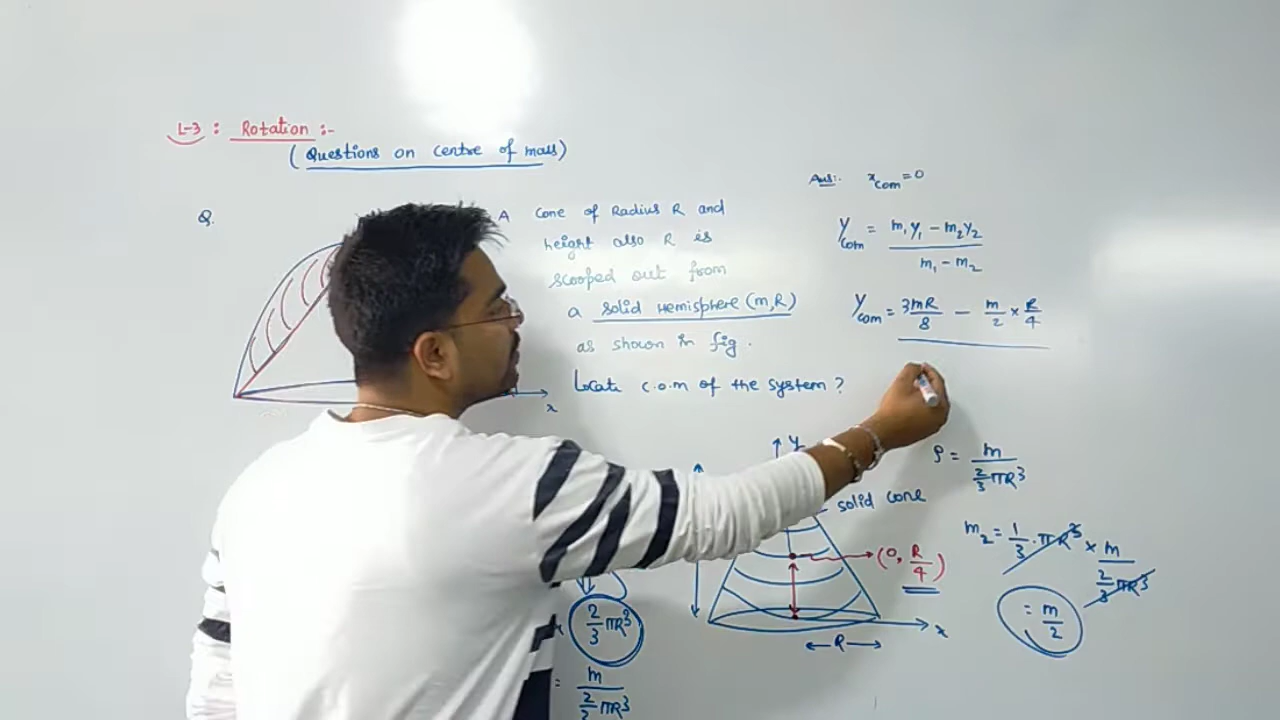 L-3 : Rotation :-
(Questions on centre of mass)
Q.
A cone of Radius R and
height also R is
scooped out from
a solid Hemisphere (m,R)
as shown in fig.
Locate c.o.m of the system?
x
Ans:. x_com = 0
y_com = (m₁y₁ - m₂y₂) / (m₁ - m₂)
y_com = 3mR/8 - m/2 × R/4
y
solid cone
(0, R/4)
x
R
2/3 πR³
= m / (2/3 πR³)
ρ = m / (2/3 πR³)
m₂ = 1/3 . πR³ × m / (2/3 πR³)
= m/2